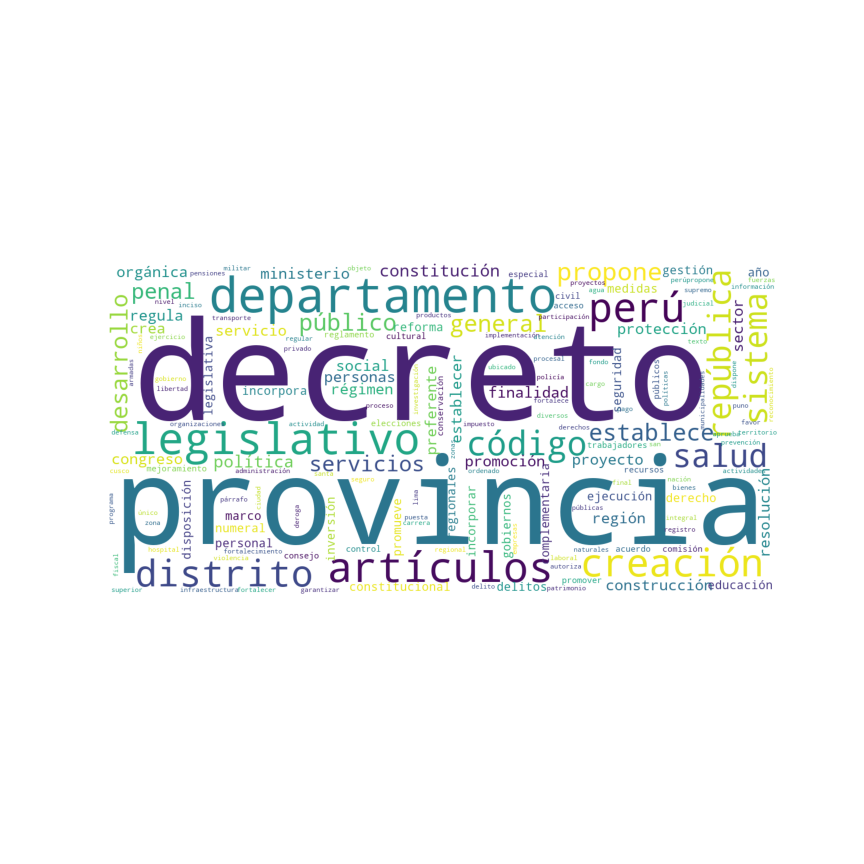 orgánica
pensiones
militar
ministerio
objeto
constitución
especial
propone
proyectos
gestión
año
fuerzas
información
desarrollo
nivel
libertad
inciso
penal
departamento
perú
civil
acceso
agua
medidas
perúpropone
supremo
república
sistema
sector
judicial
regula
transporte
público
reforma
productos
general
participación
protección
crea
servicio
reglamento
cultural
implementación
texto
ejercicio
legislativa
regular
privado
atención
procesal
fondo
seguridad
decreto
armadas
gobierno
social
personas
régimen
incorpora
proceso
investigación
conservación
preferente
establecer
ubicado
policía
fortalece
finalidad
cargo
diversos
públicos
políticas
dispone
reconocimiento
municipalidades
puno
pago
favor
organizaciones
actividad
elecciones
impuesto
derechos
defensa
legislativo
código
establece
trabajadores
san
aprueba
territorio
prevención
congreso
política
servicios
zonas
promoción
proyecto
salud
cusco
mejoramiento
administración
santa
seguro
ordenado
recursos
nación
actividades
provincia
programa
único
zona
párrafo
disposición
ciudad
marco
numeral
personal
deroga
inversión
lima
puesta
carrera
promueve
regionales
incorporar
gobiernos
complementaria
públicas
ejecución
región
final
derecho
bienes
integral
registro
resolución
fiscal
hospital
fortalecimiento
violencia
consejo
control
regional
laboral
autoriza
naturales
acuerdo
comisión
distrito
artículos
creación
superior
infraestructura
fortalecer
garantizar
constitucional
delito
delitos
promover
patrimonio
construcción
educación